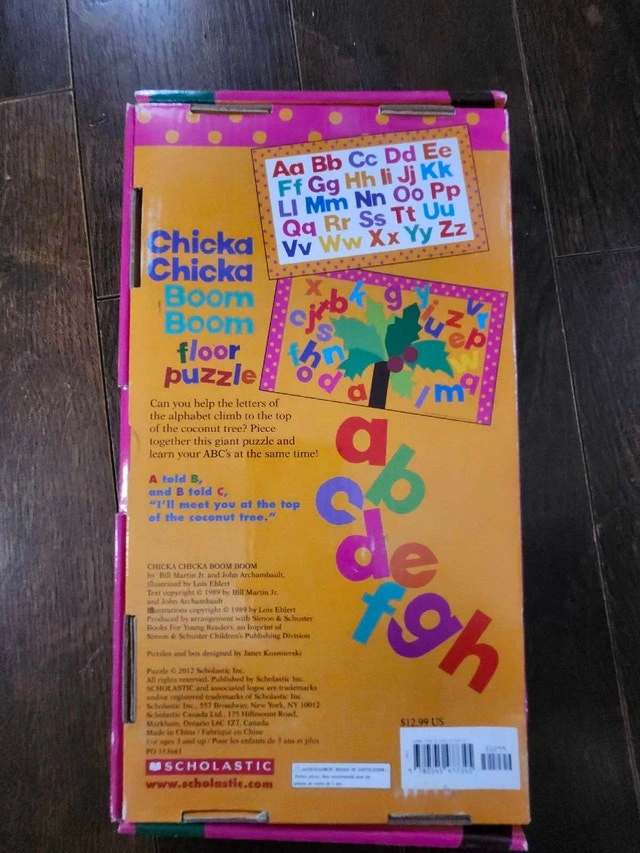 Aa Bb Cc Dd Ee
Ff Gg Hh Ii Jj Kk
Ll Mm Nn Oo Pp
Qq Rr Ss Tt Uu
Vv Ww Xx Yy Zz
Chicka
Chicka
Boom
Boom
floor
puzzle
Can you help the letters of
the alphabet climb to the top
of the coconut tree? Piece
together this giant puzzle and
learn your ABC's at the same time!
A told B,
and B told C,
"I'll meet you at the top
of the coconut tree."
a
b
c
d
e
f
g
h
CHICKA CHICKA BOOM BOOM
by Bill Martin Jr. and John Archambault,
illustrated by Lois Ehlert
Text copyright © 1989 by Bill Martin Jr.
and John Archambault
Illustrations copyright © 1989 by Lois Ehlert
Produced by arrangement with Simon & Schuster
Books For Young Readers, an Imprint of
Simon & Schuster Children's Publishing Division
Puzzles and box designed by Janet Kusmierski
Puzzle © 2012 Scholastic Inc.
All rights reserved. Published by Scholastic Inc.
SCHOLASTIC and associated logos are trademarks
and/or registered trademarks of Scholastic Inc.
Scholastic Inc., 557 Broadway, New York, NY 10012
Scholastic Canada Ltd., 175 Hillmount Road,
Markham, Ontario L6C 1Z7, Canada
Made in China / Fabriqué en Chine
For ages 3 and up / Pour les enfants de 3 ans et plus
PO 313661
SCHOLASTIC
www.scholastic.com
$12.99 US